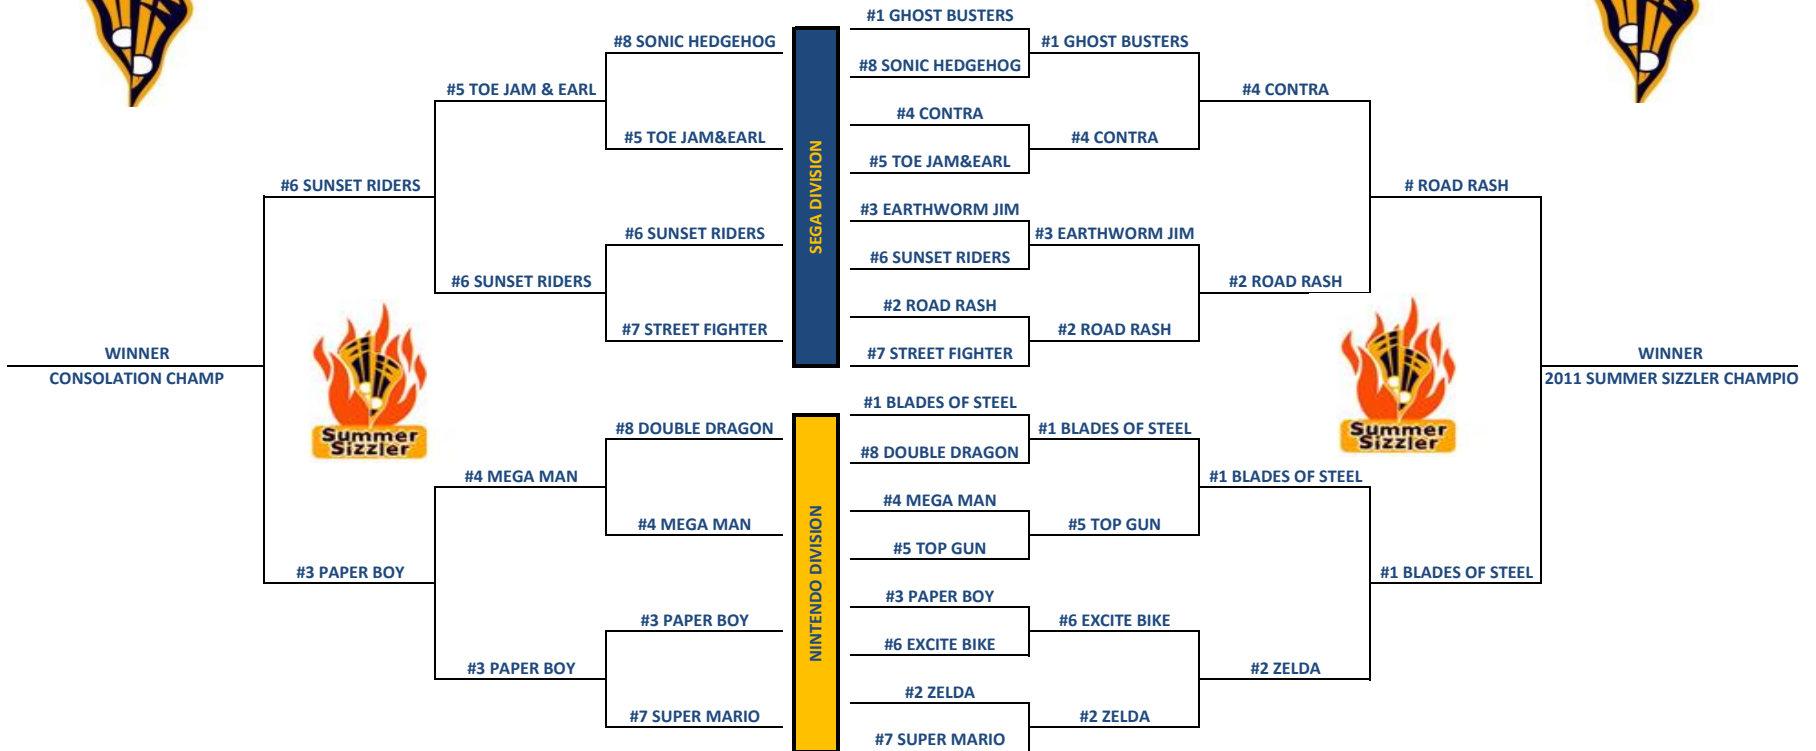 #1 GHOST BUSTERS
#8 SONIC HEDGEHOG
#1 GHOST BUSTERS
#8 SONIC HEDGEHOG
#5 TOE JAM & EARL
#4 CONTRA
#4 CONTRA
#5 TOE JAM&EARL
#4 CONTRA
#5 TOE JAM&EARL
SEGA DIVISION
#6 SUNSET RIDERS
# ROAD RASH
#3 EARTHWORM JIM
#6 SUNSET RIDERS
#3 EARTHWORM JIM
#6 SUNSET RIDERS
#6 SUNSET RIDERS
#2 ROAD RASH
#2 ROAD RASH
#7 STREET FIGHTER
#2 ROAD RASH
#7 STREET FIGHTER
WINNER
CONSOLATION CHAMP
WINNER
2011 SUMMER SIZZLER CHAMPIO
#1 BLADES OF STEEL
#8 DOUBLE DRAGON
#1 BLADES OF STEEL
Summer
Sizzler
Summer
Sizzler
#8 DOUBLE DRAGON
#4 MEGA MAN
#1 BLADES OF STEEL
#4 MEGA MAN
#4 MEGA MAN
#5 TOP GUN
#5 TOP GUN
NINTENDO DIVISION
#3 PAPER BOY
#1 BLADES OF STEEL
#3 PAPER BOY
#3 PAPER BOY
#6 EXCITE BIKE
#6 EXCITE BIKE
#3 PAPER BOY
#2 ZELDA
#2 ZELDA
#7 SUPER MARIO
#2 ZELDA
#7 SUPER MARIO